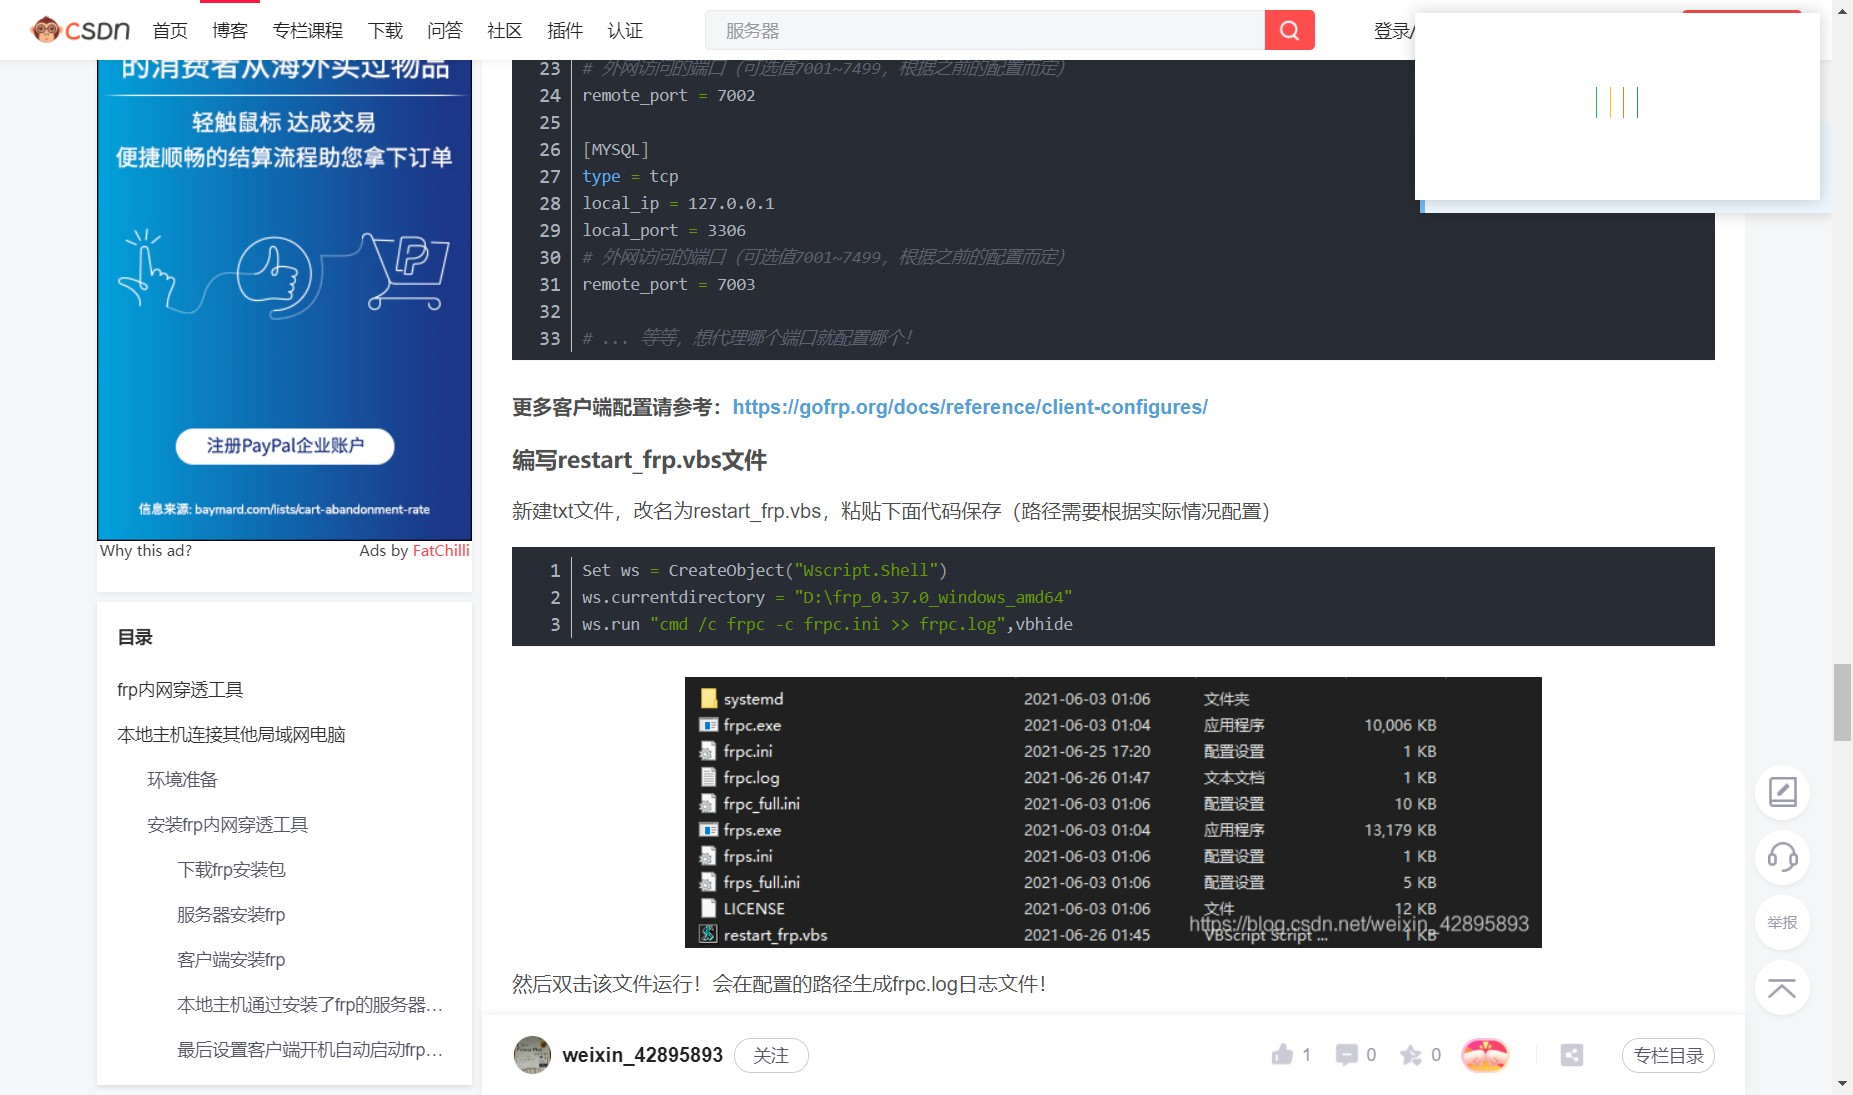 CSDN 首页 博客 专栏课程 下载 问答 社区 插件 认证 服务器 登录/
的消费者从海外买过物品
轻触鼠标 达成交易
便捷顺畅的结算流程助您拿下订单
注册PayPal企业账户
信息来源: baymard.com/lists/cart-abandonment-rate
Why this ad? Ads by FatChilli
目录
frp内网穿透工具
本地主机连接其他局域网电脑
环境准备
安装frp内网穿透工具
下载frp安装包
服务器安装frp
客户端安装frp
本地主机通过安装了frp的服务器...
最后设置客户端开机自动启动frp...
23 # 外网访问的端口（可选值7001~7499，根据之前的配置而定）
24 remote_port = 7002
25
26 [MYSQL]
27 type = tcp
28 local_ip = 127.0.0.1
29 local_port = 3306
30 # 外网访问的端口（可选值7001~7499，根据之前的配置而定）
31 remote_port = 7003
32
33 # ... 等等，想代理哪个端口就配置哪个！
更多客户端配置请参考：https://gofrp.org/docs/reference/client-configures/
编写restart_frp.vbs文件
新建txt文件，改名为restart_frp.vbs，粘贴下面代码保存（路径需要根据实际情况配置）
1 Set ws = CreateObject("Wscript.Shell")
2 ws.currentdirectory = "D:\frp_0.37.0_windows_amd64"
3 ws.run "cmd /c frpc -c frpc.ini >> frpc.log",vbhide
systemd 2021-06-03 01:06 文件夹
frpc.exe 2021-06-03 01:04 应用程序 10,006 KB
frpc.ini 2021-06-25 17:20 配置设置 1 KB
frpc.log 2021-06-26 01:47 文本文档 1 KB
frpc_full.ini 2021-06-03 01:06 配置设置 10 KB
frps.exe 2021-06-03 01:04 应用程序 13,179 KB
frps.ini 2021-06-03 01:06 配置设置 1 KB
frps_full.ini 2021-06-03 01:06 配置设置 5 KB
LICENSE 2021-06-03 01:06 文件 12 KB
https://blog.csdn.net/weixin_42895893
restart_frp.vbs 2021-06-26 01:45 VBScript Script ... 1 KB
然后双击该文件运行！会在配置的路径生成frpc.log日志文件！
举报
weixin_42895893 关注 1 0 0 专栏目录